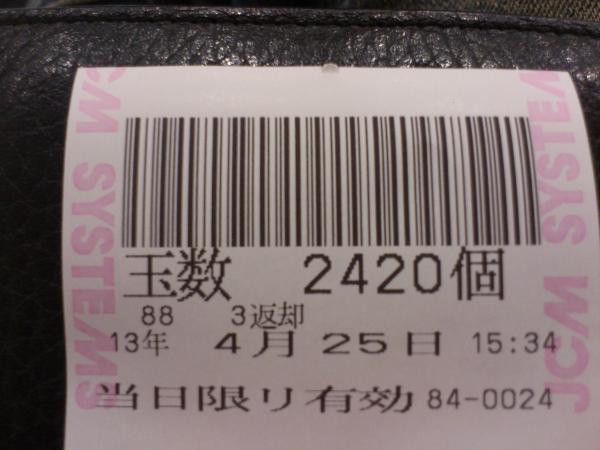 玉数 2420個
88 3返却
13年 4月25日 15:34
当日限り有効 84-0024
JCM SYSTEMS
JCM SYSTEM